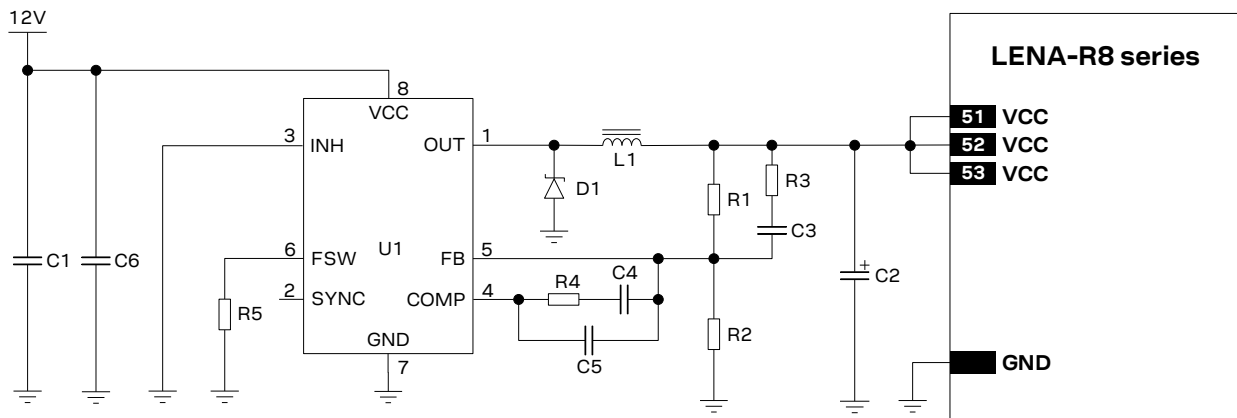 12V
LENA-R8 series
8
VCC
51 VCC
3 INH OUT 1
52 VCC
L1
53 VCC
D1 R1 R3
C3
U1
C1 C6 6 FSW FB 5
R4 C4 C2
2 SYNC COMP 4
R5 R2
GND
C5
7
GND